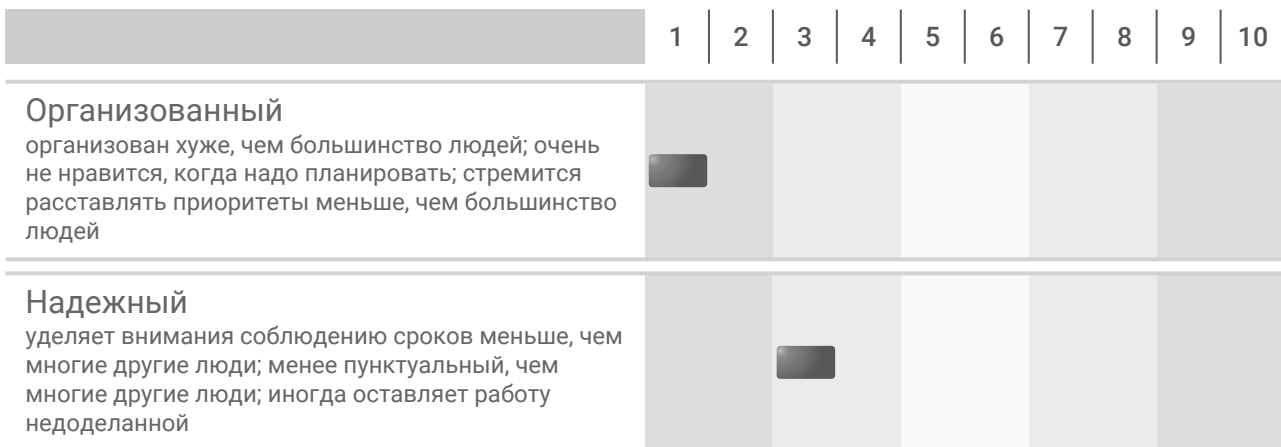 1 2 3 4 5 6 7 8 9 10
Организованный
организован хуже, чем большинство людей; очень
не нравится, когда надо планировать; стремится
расставлять приоритеты меньше, чем большинство
людей
Надежный
уделяет внимания соблюдению сроков меньше, чем
многие другие люди; менее пунктуальный, чем
многие другие люди; иногда оставляет работу
недоделанной